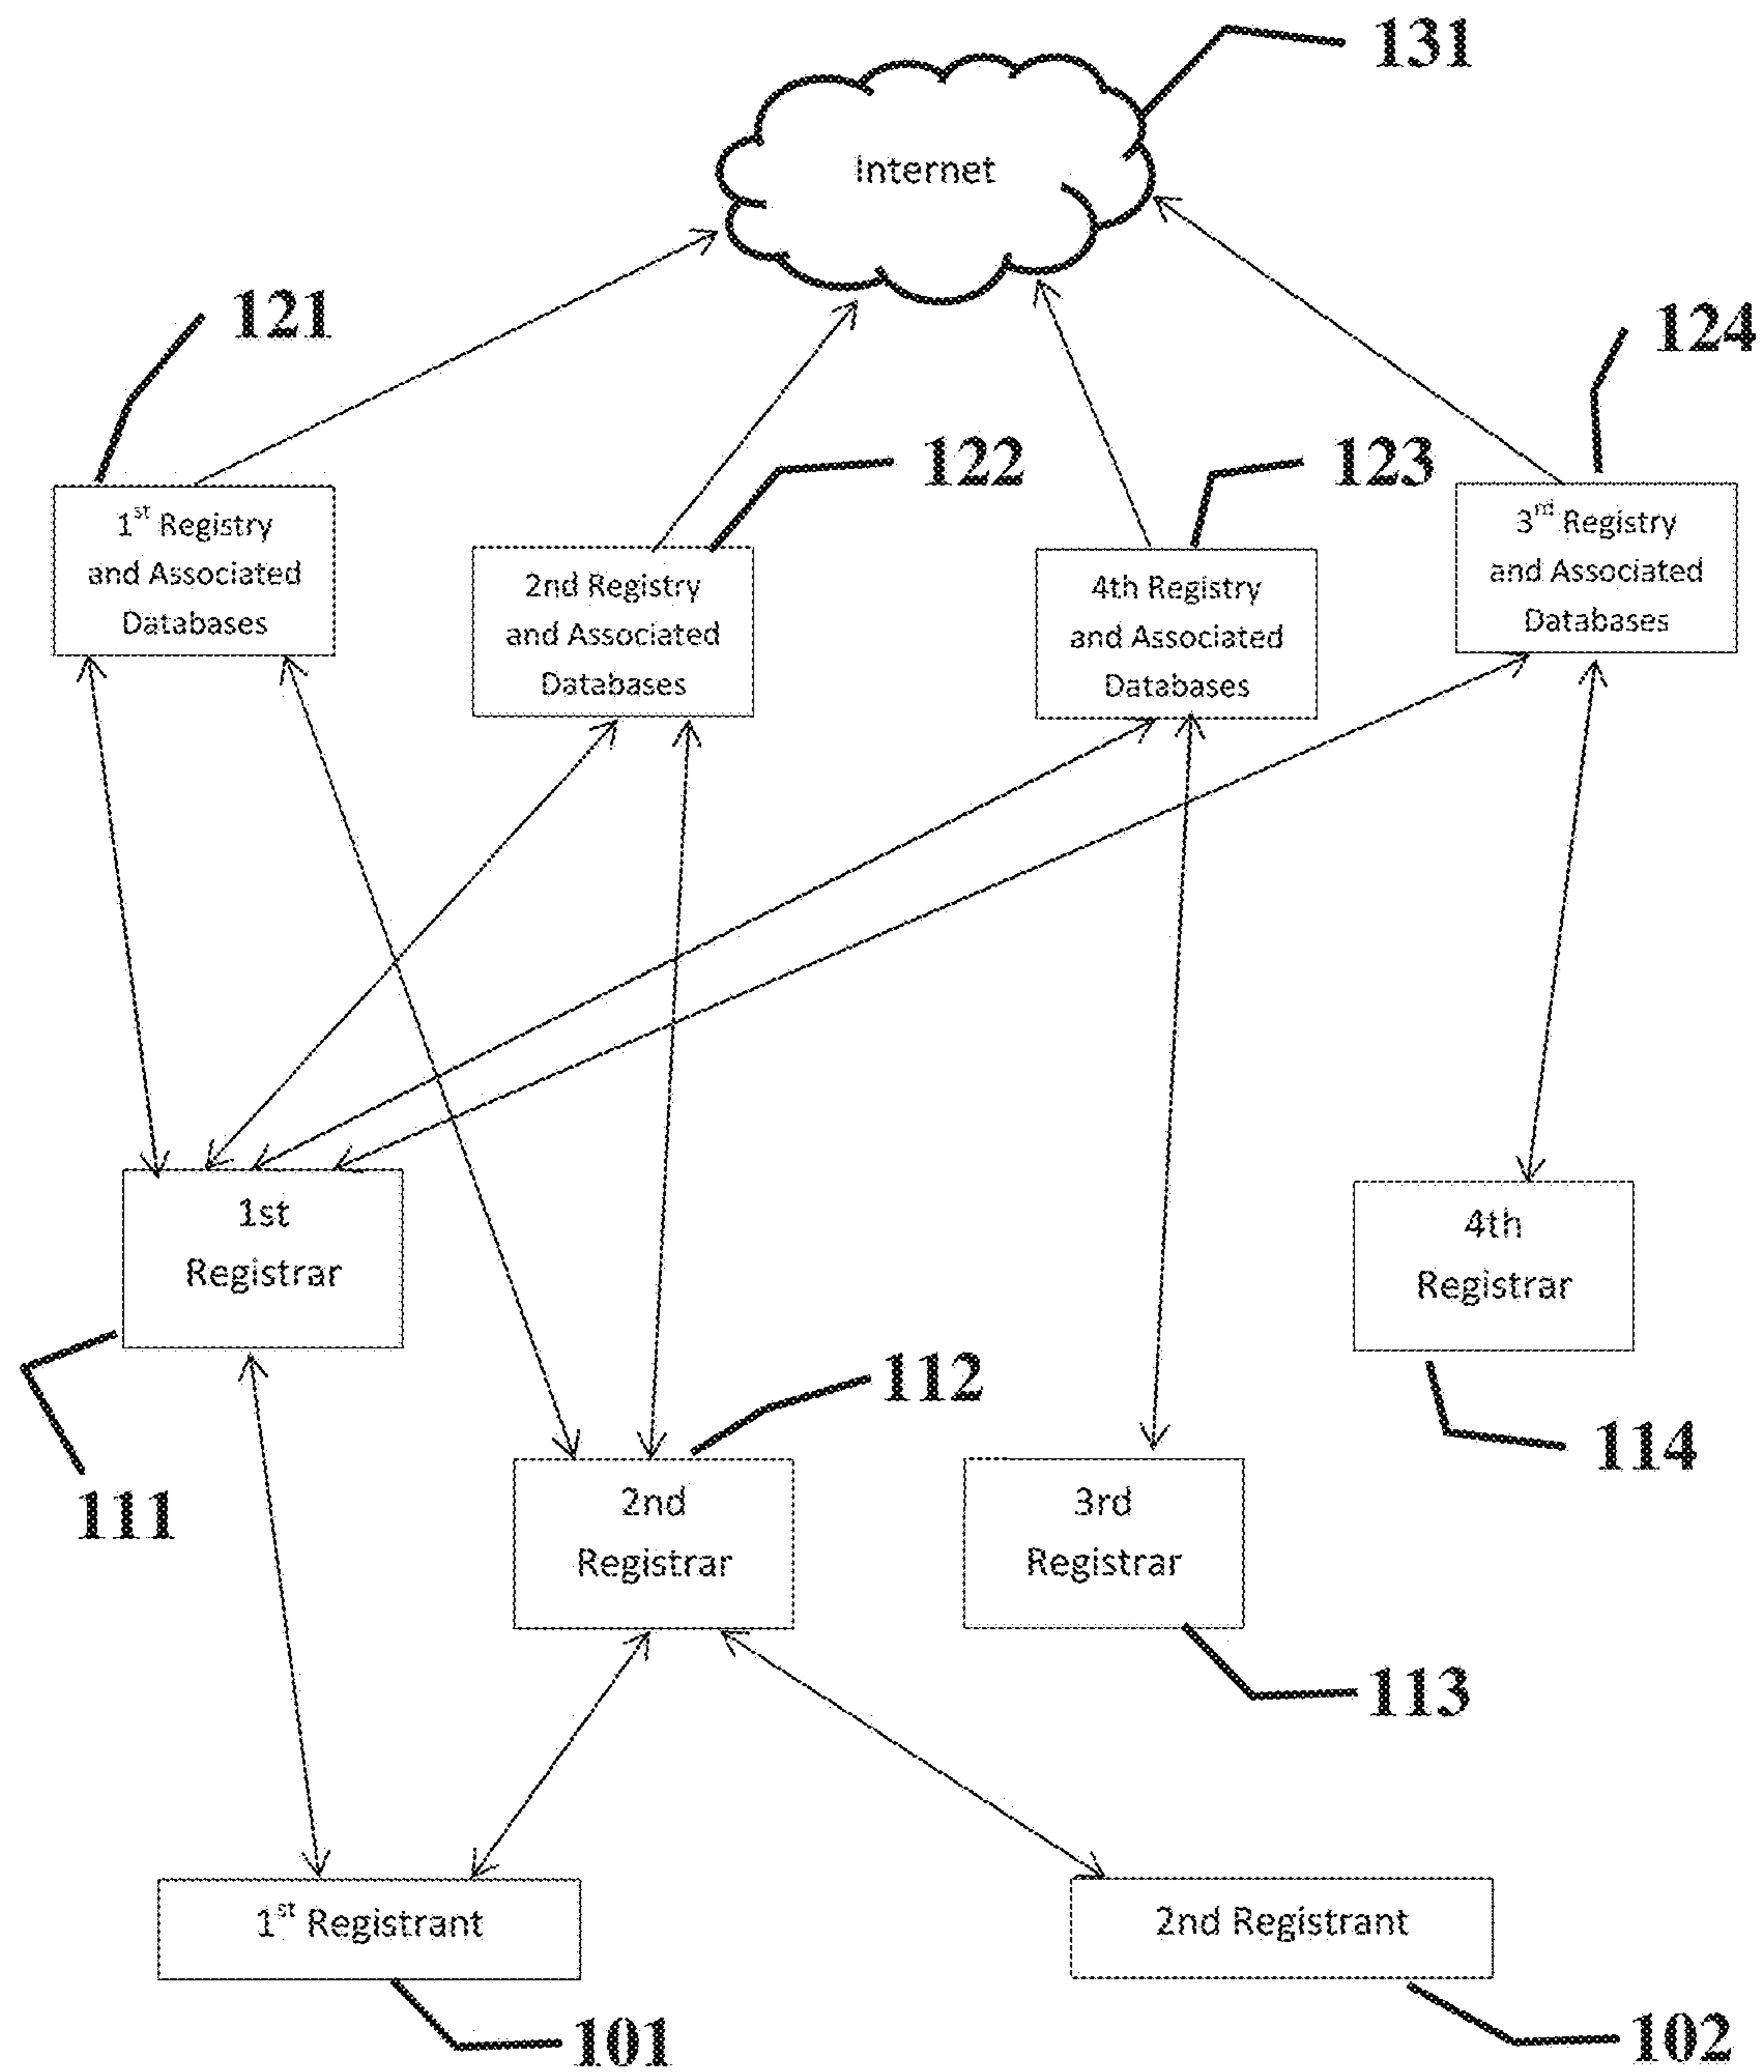 131
Internet
121
124
122
123
1st Registry
and Associated
Databases
2nd Registry
and Associated
Databases
4th Registry
and Associated
Databases
3rd Registry
and Associated
Databases
1st
Registrar
4th
Registrar
111
112
114
2nd
Registrar
3rd
Registrar
113
1st Registrant
2nd Registrant
101
102